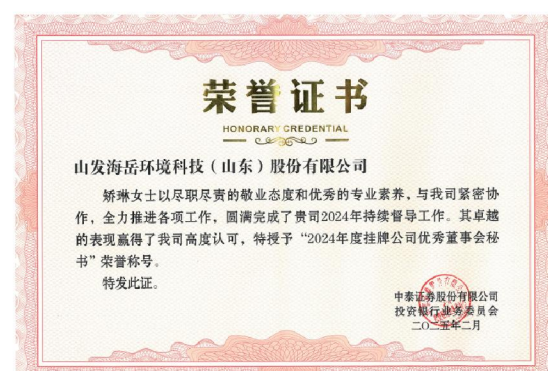 荣誉证书
HONORARY CREDENTIAL
山发海岳环境科技（山东）股份有限公司
矫琳女士以尽职尽责的敬业态度和优秀的专业素养，与我司紧密协
作，全力推进各项工作，圆满完成了贵司2024年持续督导工作。其卓越
的表现赢得了我司高度认可，特授予“2024年度挂牌公司优秀董事会秘
书”荣誉称号。
特发此证。
中泰证券股份有限公司
投资银行业务委员会
二〇二五年二月